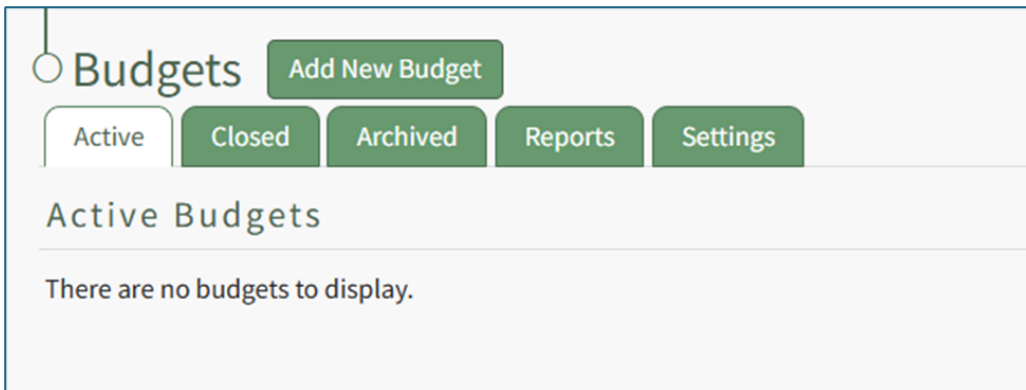 Budgets Add New Budget
Active Closed Archived Reports Settings
Active Budgets
There are no budgets to display.